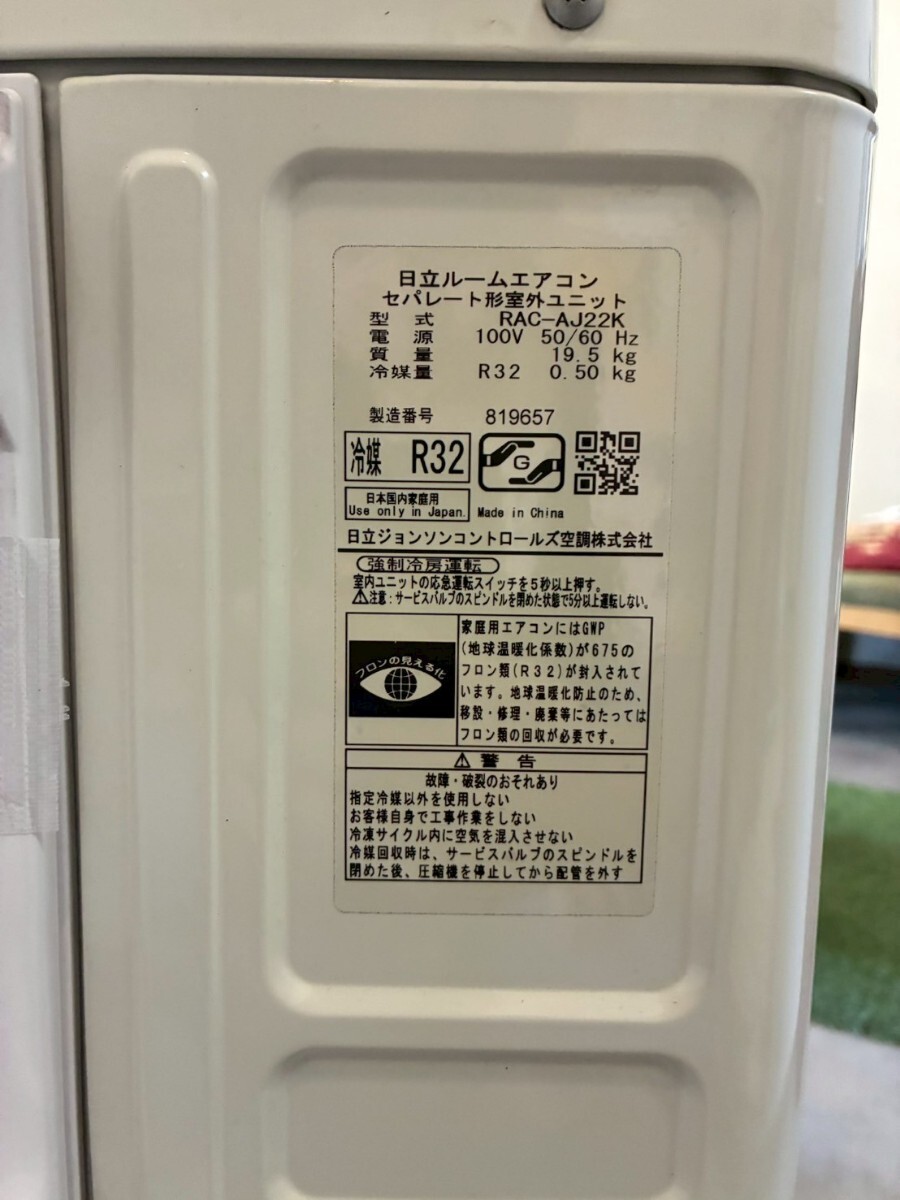 日立ルームエアコン
セパレート形室外ユニット
型式 RAC-AJ22K
電源 100V 50/60 Hz
質量 19.5 kg
冷媒量 R32 0.50 kg
製造番号 819657
冷媒 R32
G
日本国内家庭用
Use only in Japan.
Made in China
日立ジョンソンコントロールズ空調株式会社
強制冷房運転
室内ユニットの応急運転スイッチを5秒以上押す。
⚠注意:サービスバルブのスピンドルを閉めた状態で5分以上運転しない。
フロンの見える化
家庭用エアコンにはGWP
(地球温暖化係数)が675の
フロン類(R32)が封入されて
います。地球温暖化防止のため、
移設・修理・廃棄等にあたっては
フロン類の回収が必要です。
⚠警告
故障・破裂のおそれあり
指定冷媒以外を使用しない
お客様自身で工事作業をしない
冷凍サイクル内に空気を混入させない
冷媒回収時は、サービスバルブのスピンドルを
閉めた後、圧縮機を停止してから配管を外す